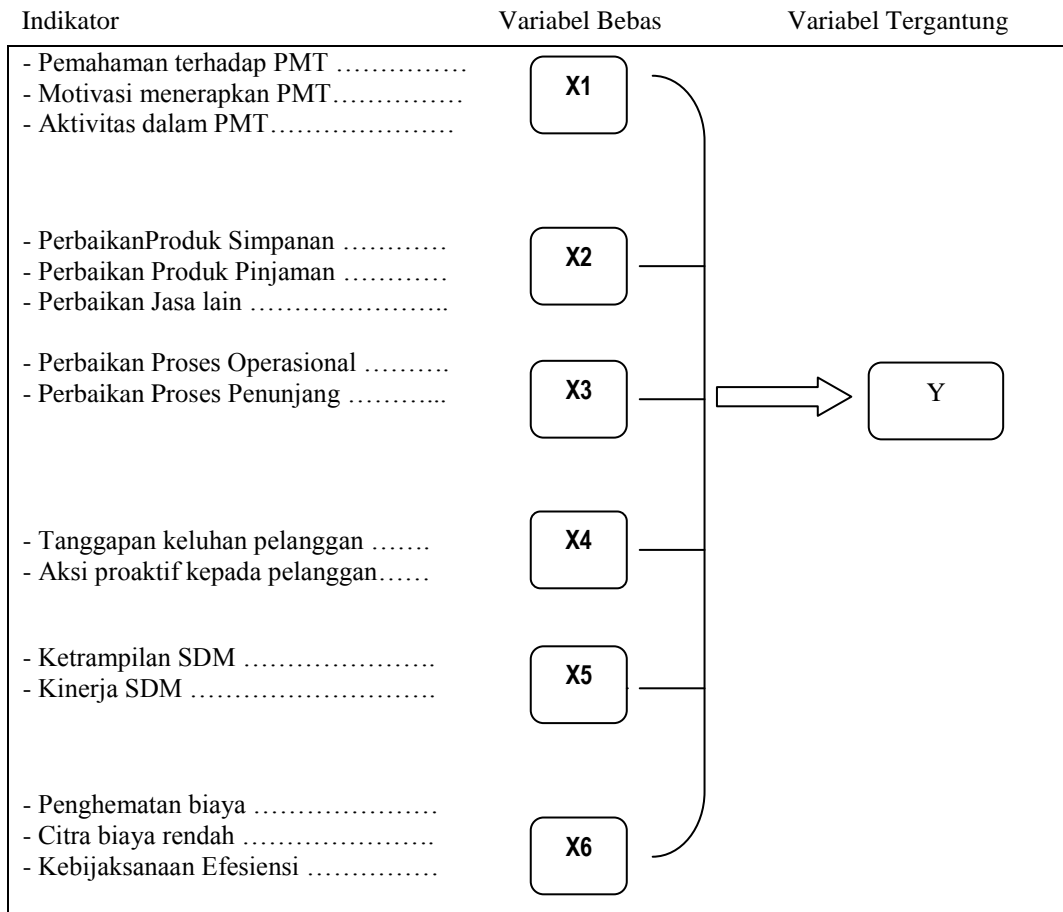 Indikator Variabel Bebas Variabel Tergantung
- Pemahaman terhadap PMT ……………
- Motivasi menerapkan PMT……………
- Aktivitas dalam PMT…………………
X1
- PerbaikanProduk Simpanan …………
- Perbaikan Produk Pinjaman …………
- Perbaikan Jasa lain …………………..
X2
- Perbaikan Proses Operasional ……….
- Perbaikan Proses Penunjang ………...
X3
Y
- Tanggapan keluhan pelanggan …….
- Aksi proaktif kepada pelanggan……
X4
- Ketrampilan SDM ………………….
- Kinerja SDM ……………………….
X5
- Penghematan biaya …………………
- Citra biaya rendah ………………….
- Kebijaksanaan Efesiensi ……………
X6